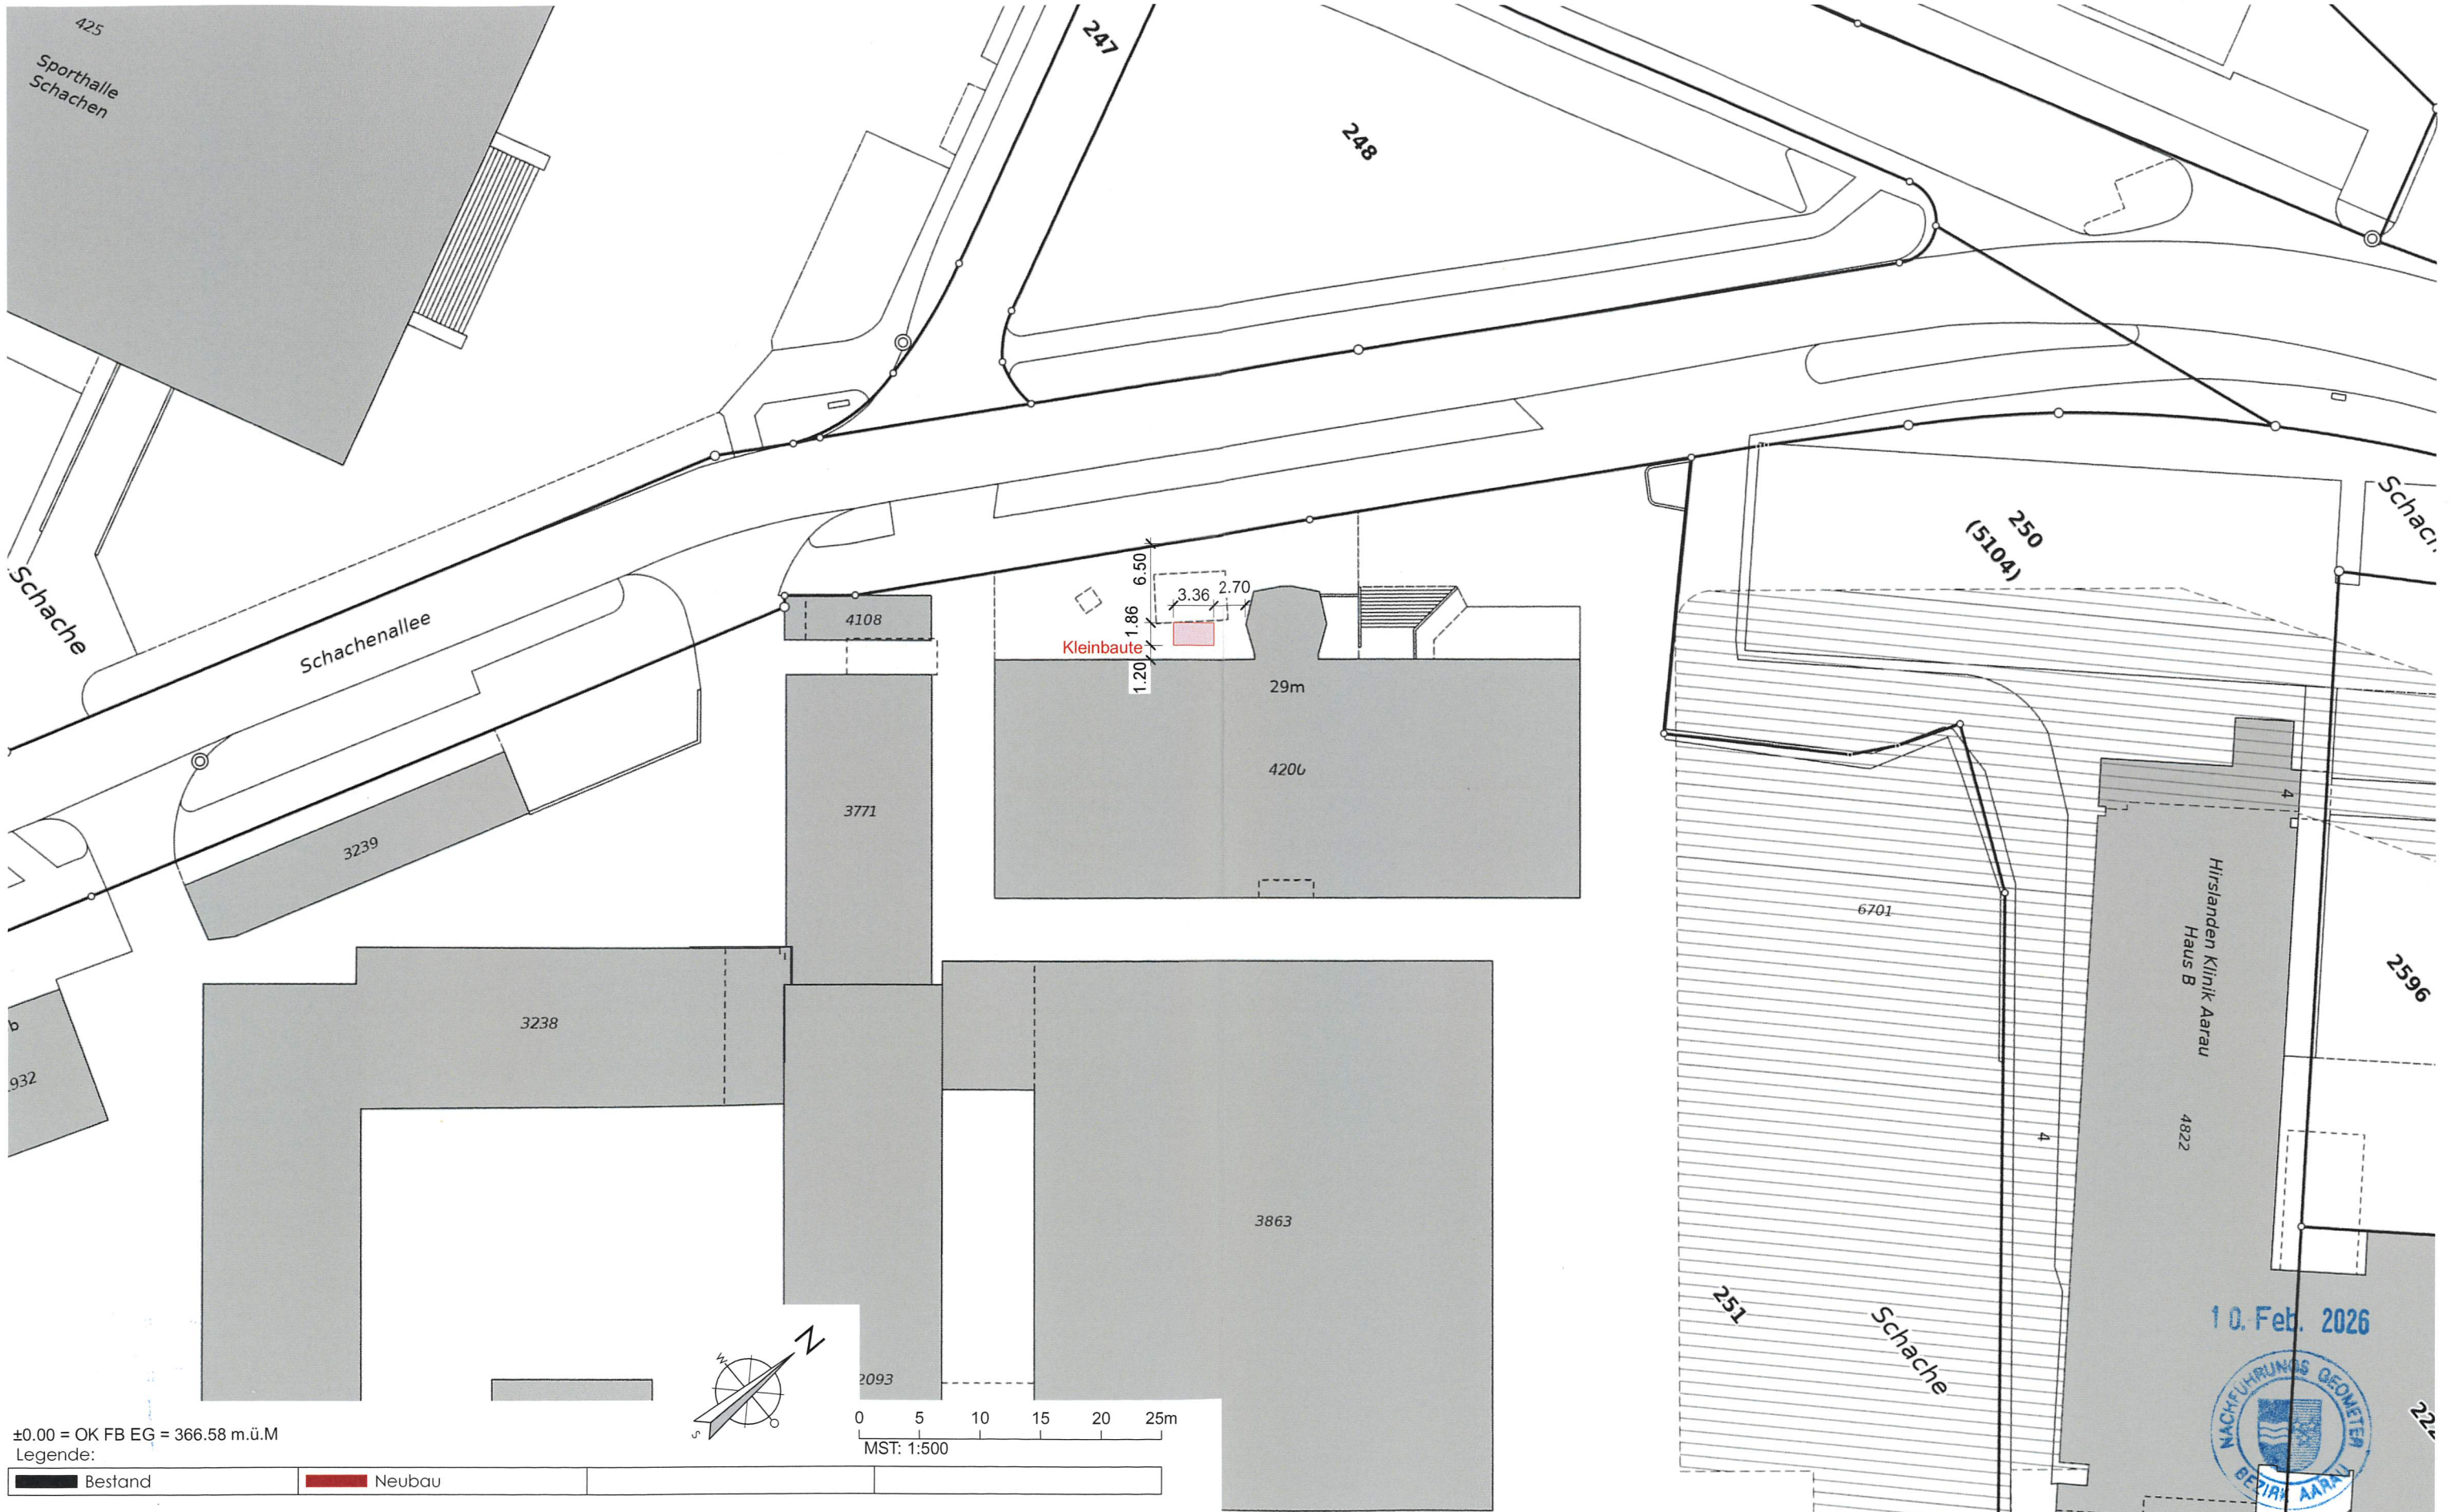 425
Sporthalle
Schachen
247
248
Schache
Schachenallee
4108
6.50
3.36
2.70
1.86
Kleinbaute
1.20
29m
4200
3771
3239
250
(5104)
6701
4
Hirslanden Klinik Aarau
Haus B
4822
4
2596
3238
3863
251
Schache
2093
N
W
O
S
0 5 10 15 20 25m
MST: 1:500
±0.00 = OK FB EG = 366.58 m.ü.M
Legende:
Bestand
Neubau
10. Feb. 2026
NACHFÜHRUNGS GEOMETER
BEZIRK AARAU